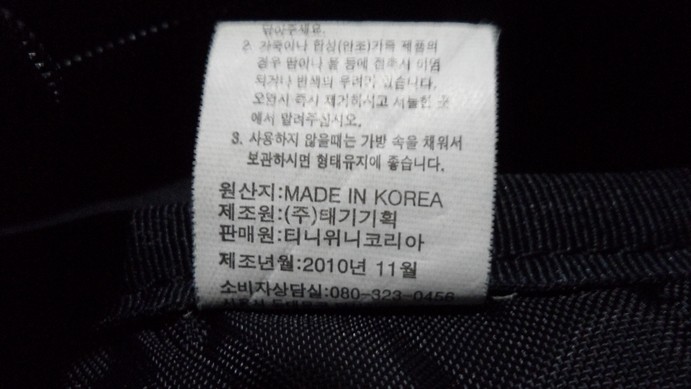 닦아주세요.
2. 가죽이나 합성(인조)가죽 제품의
경우 땀이나 물 등에 접촉시 이염
되거나 변색의 우려가 있습니다.
오염시 즉시 제거하시고 서늘한 곳
에서 말려주십시오.
3. 사용하지 않을때는 가방 속을 채워서
보관하시면 형태유지에 좋습니다.
원산지:MADE IN KOREA
제조원:(주)태기기획
판매원:티니위니코리아
제조년월:2010년 11월
소비자상담실:080-323-0456